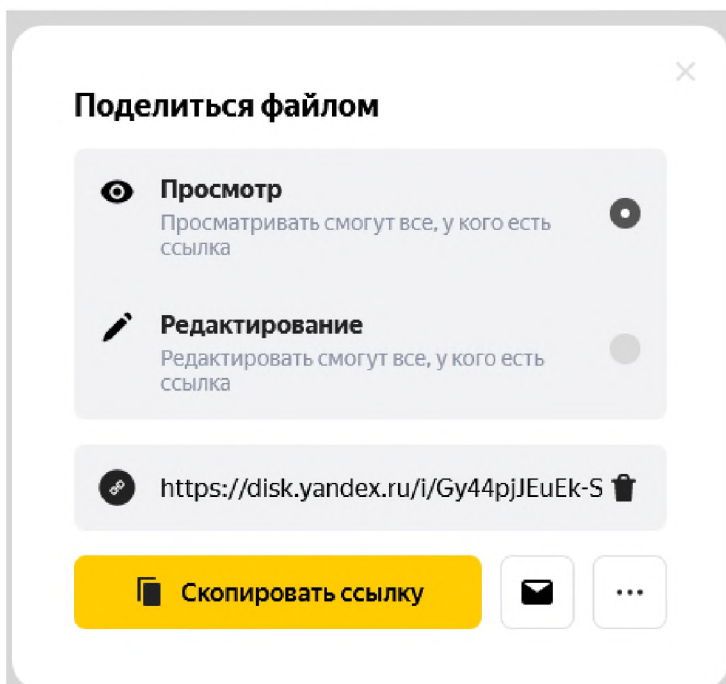 Поделиться файлом
Просмотр
Просматривать смогут все, у кого есть
ссылка
Редактирование
Редактировать смогут все, у кого есть
ссылка
https://disk.yandex.ru/i/Gy44pjJEuEk-S
Скопировать ссылку